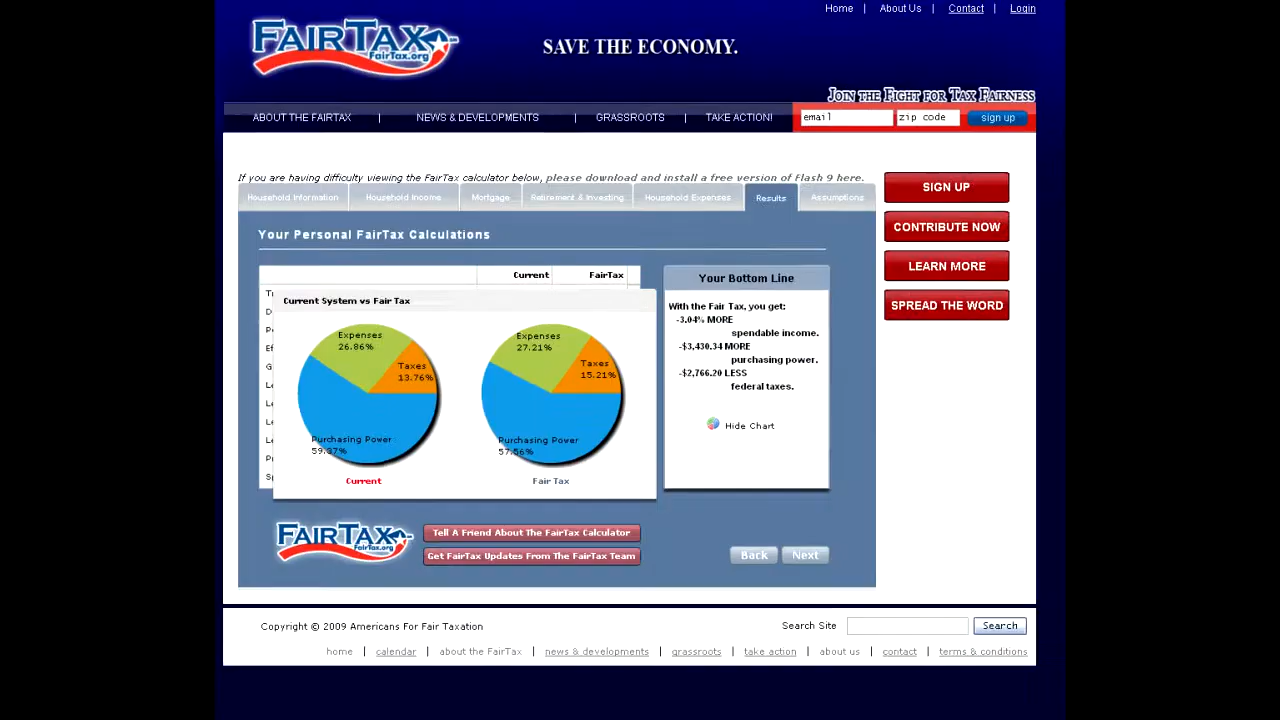 Home | About Us | Contact | Login
FAIRTAX
FairTax.org
SAVE THE ECONOMY.
JOIN THE FIGHT FOR TAX FAIRNESS
ABOUT THE FAIRTAX | NEWS & DEVELOPMENTS | GRASSROOTS | TAKE ACTION!
email zip code sign up
If you are having difficulty viewing the FairTax calculator below, please download and install a free version of Flash 9 here.
Household Information Household Income Mortgage Retirement & Investing Household Expenses Results Assumptions
SIGN UP
CONTRIBUTE NOW
LEARN MORE
SPREAD THE WORD
Your Personal FairTax Calculations
Current FairTax
Current System vs Fair Tax
Expenses
26.86%
Taxes
13.76%
Purchasing Power
59.37%
Current
Expenses
27.21%
Taxes
15.21%
Purchasing Power
57.56%
Fair Tax
Your Bottom Line
With the Fair Tax, you get:
-3.04% MORE
spendable income.
-$3,430.34 MORE
purchasing power.
-$2,766.20 LESS
federal taxes.
Hide Chart
FAIRTAX
FairTax.org
Tell A Friend About The FairTax Calculator
Get FairTax Updates From The FairTax Team
Back Next
Copyright © 2009 Americans For Fair Taxation
Search Site Search
home | calendar | about the FairTax | news & developments | grassroots | take action | about us | contact | terms & conditions